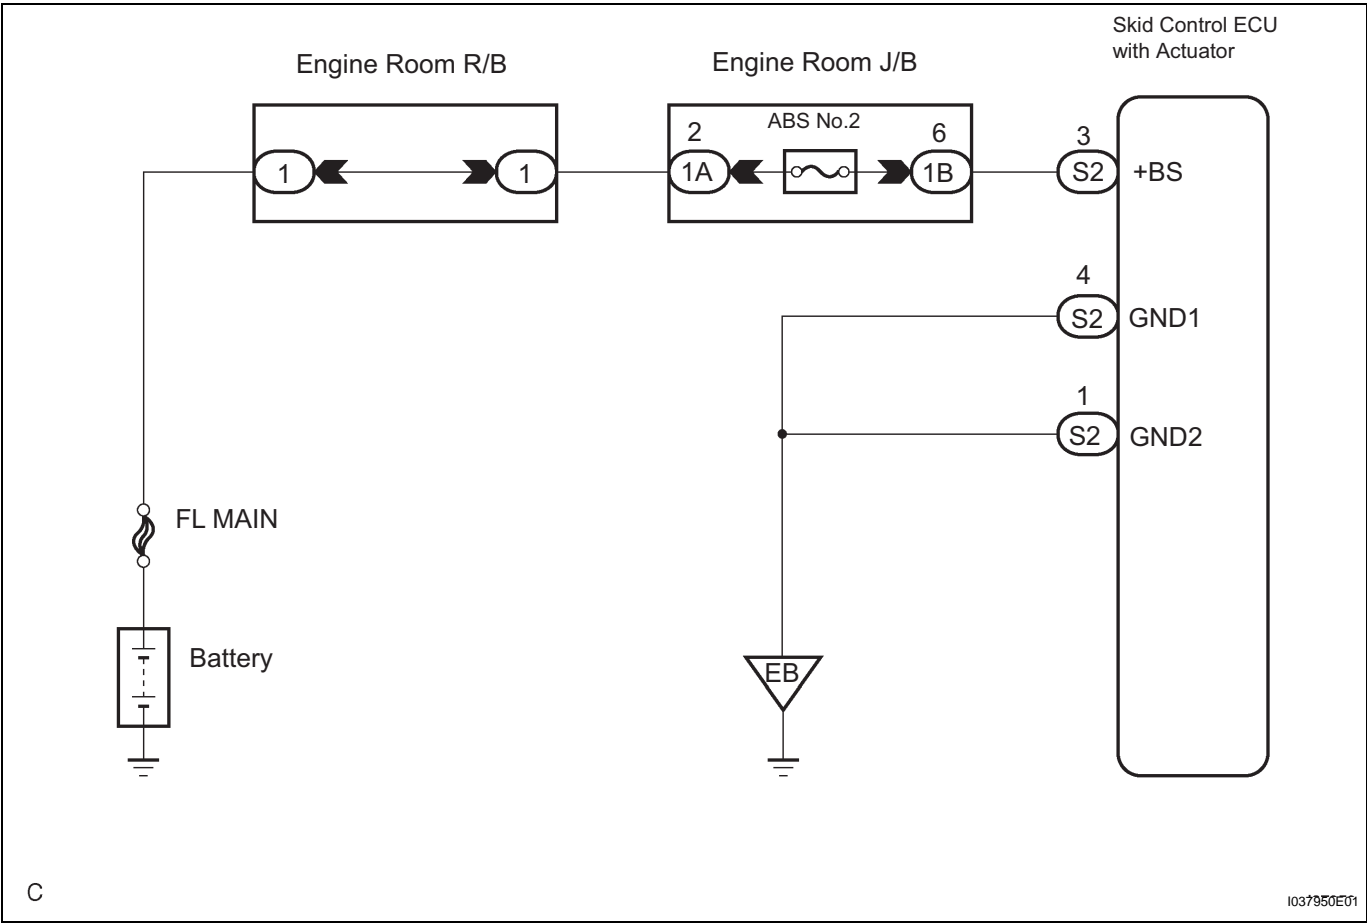 Skid Control ECU
with Actuator
Engine Room R/B
Engine Room J/B
ABS No.2
2
6
3
1
1
1A
1B
S2
+BS
4
S2
GND1
1
S2
GND2
FL MAIN
Battery
EB
C